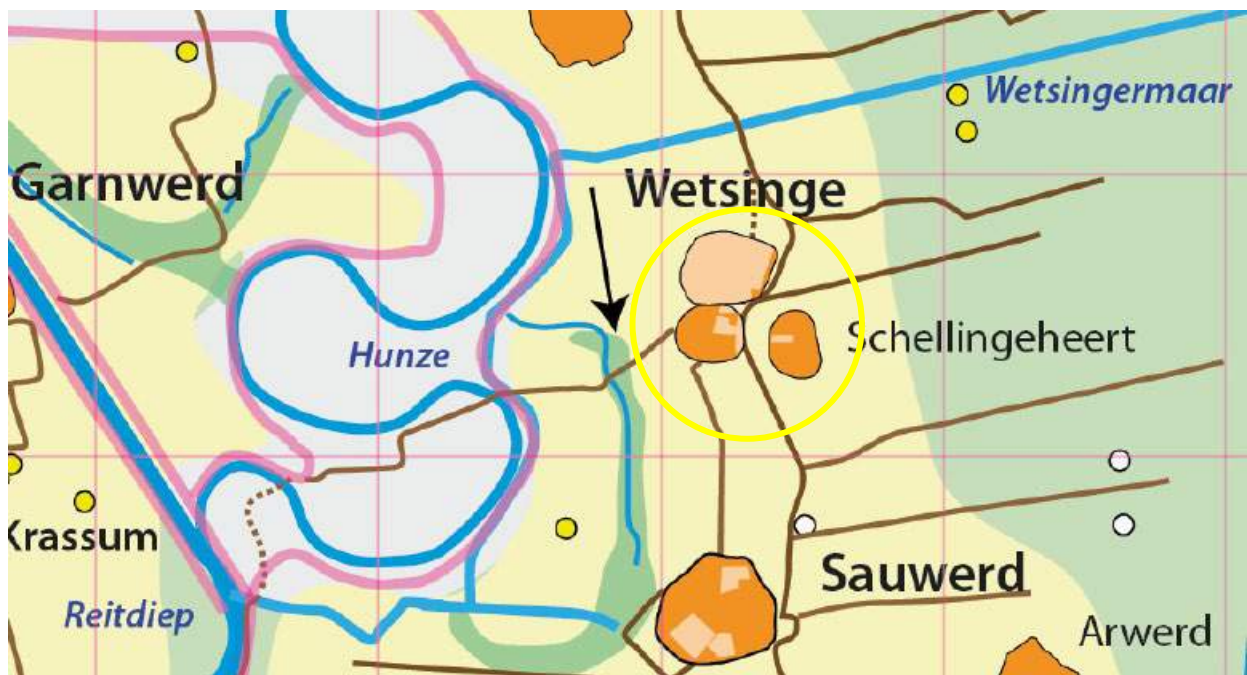 Wetsingermaar
Garnwerd
Wetsinge
Schellingeheert
Hunze
Krassum
Sauwerd
Reitdiep
Arwerd